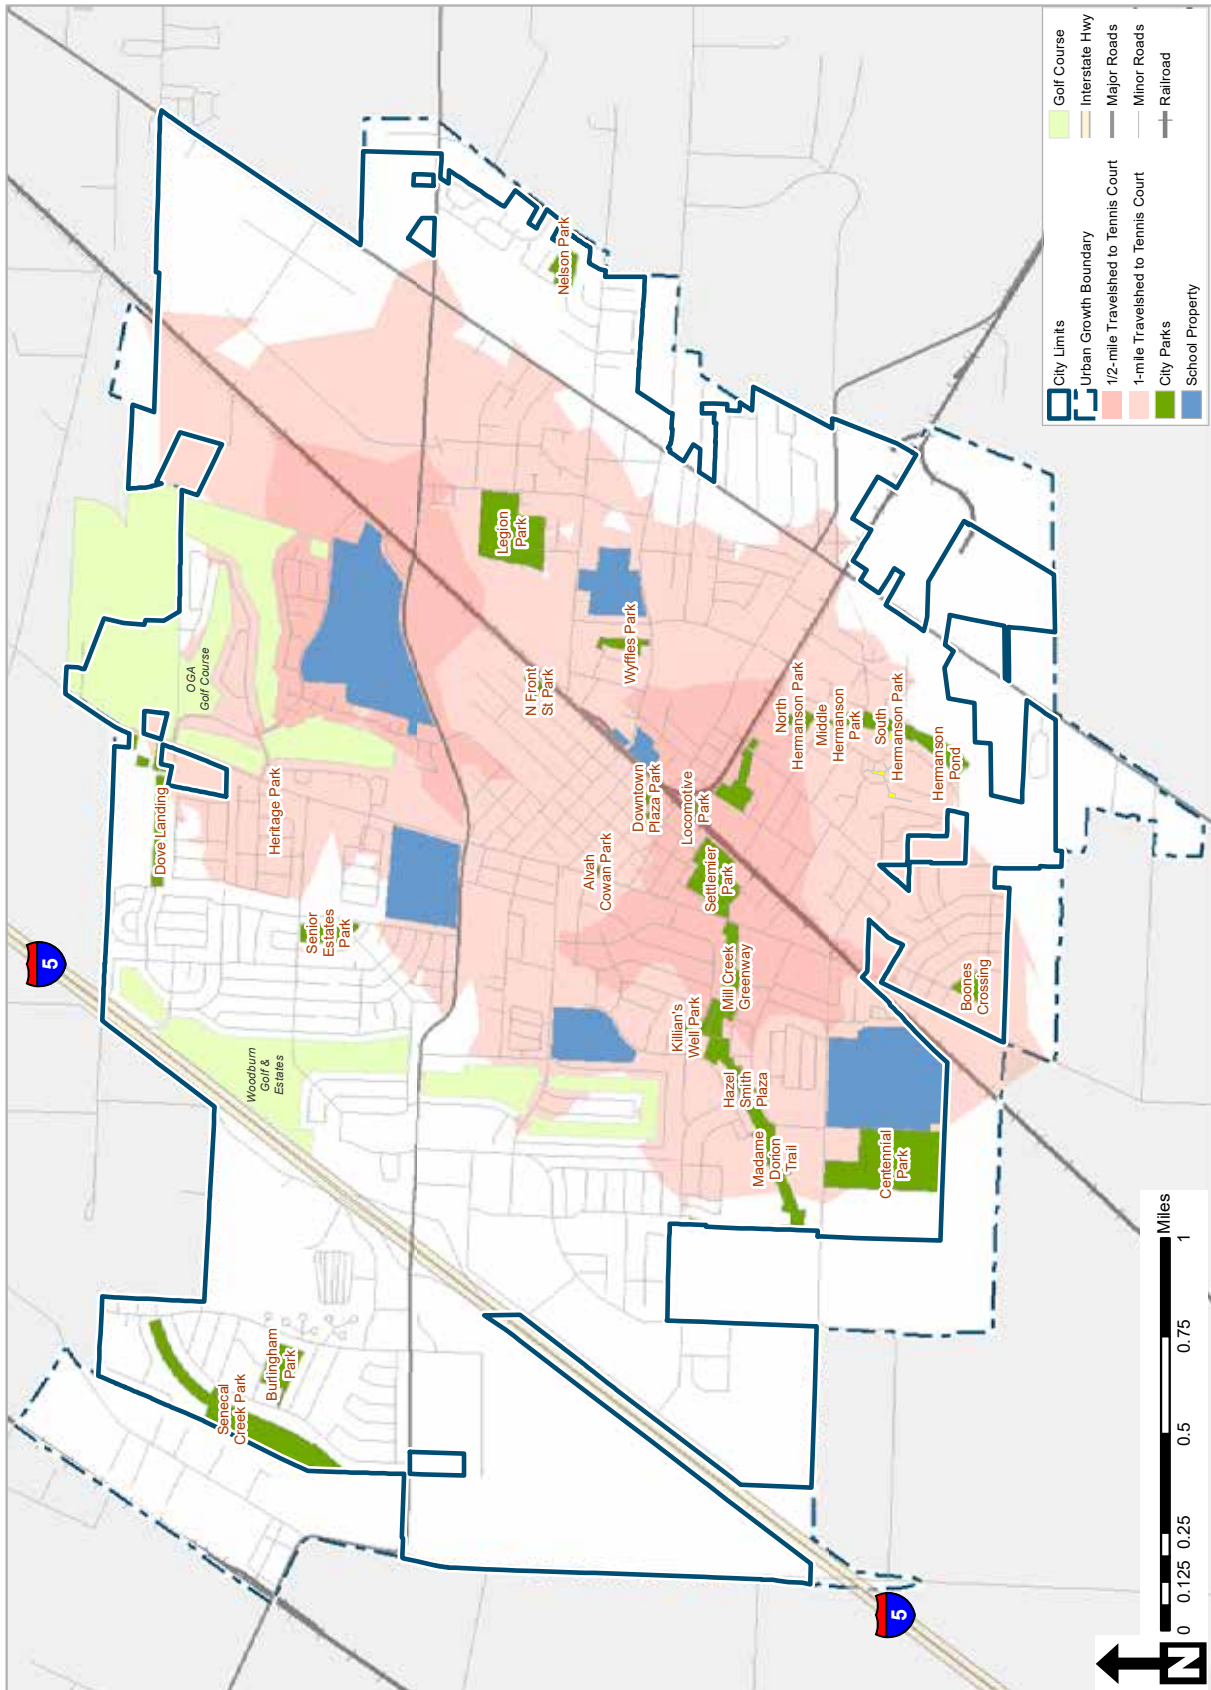 5
Senecal
Creek Park
Burlingham
Park
Woodburn
Golf &
Estates
Senior
Estates
Park
Dove Landing
Heritage Park
OGA
Golf Course
Nelson Park
Legion
Park
N Front
St Park
Wyffles Park
Alvah
Cowan Park
Downtown
Plaza Park
Locomotive
Park
Settlemier
Park
Mill Creek
Greenway
Killian's
Well Park
Hazel
Smith
Plaza
Madame
Dorion
Trail
Centennial
Park
North
Hermanson Park
Middle
Hermanson
Park
South
Hermanson Park
Hermanson
Pond
Boones
Crossing
5
N
0 0.125 0.25 0.5 0.75 1
Miles
City Limits
Urban Growth Boundary
1/2-mile Travelshed to Tennis Court
1-mile Travelshed to Tennis Court
City Parks
School Property
Golf Course
Interstate Hwy
Major Roads
Minor Roads
Railroad